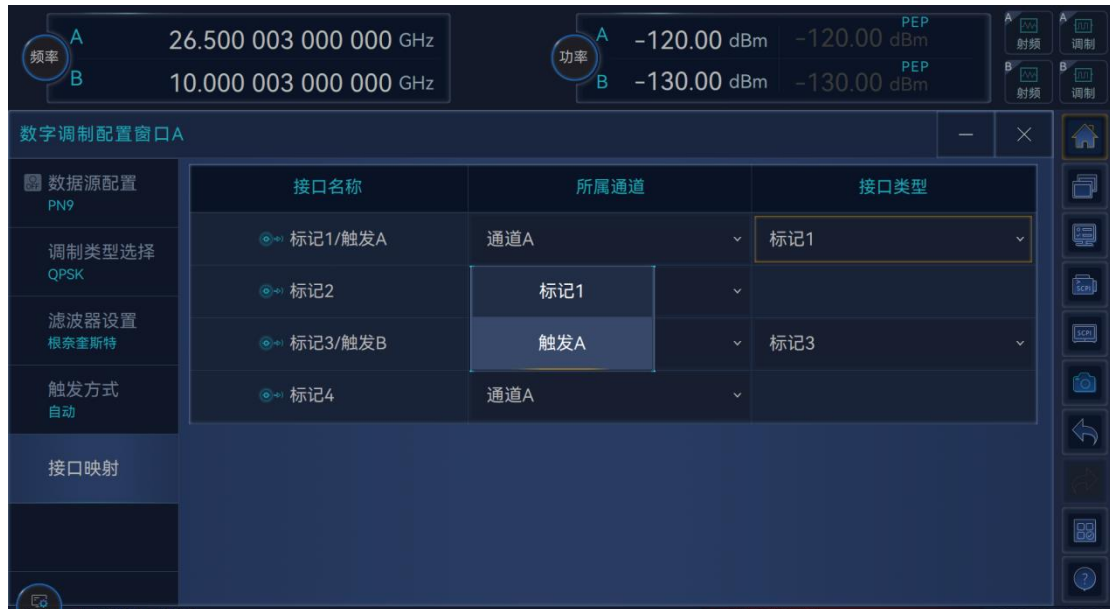 频率
A 26.500 003 000 000 GHz
B 10.000 003 000 000 GHz
功率
A -120.00 dBm PEP -120.00 dBm
B -130.00 dBm PEP -130.00 dBm
A 射频
A 调制
B 射频
B 调制
数字调制配置窗口A
数据源配置
PN9
调制类型选择
QPSK
滤波器设置
根奈奎斯特
触发方式
自动
接口映射
接口名称 所属通道 接口类型
标记1/触发A 通道A 标记1
标记2
标记1
标记3/触发B 标记3
触发A
标记4 通道A
SCPI
SCPI
?